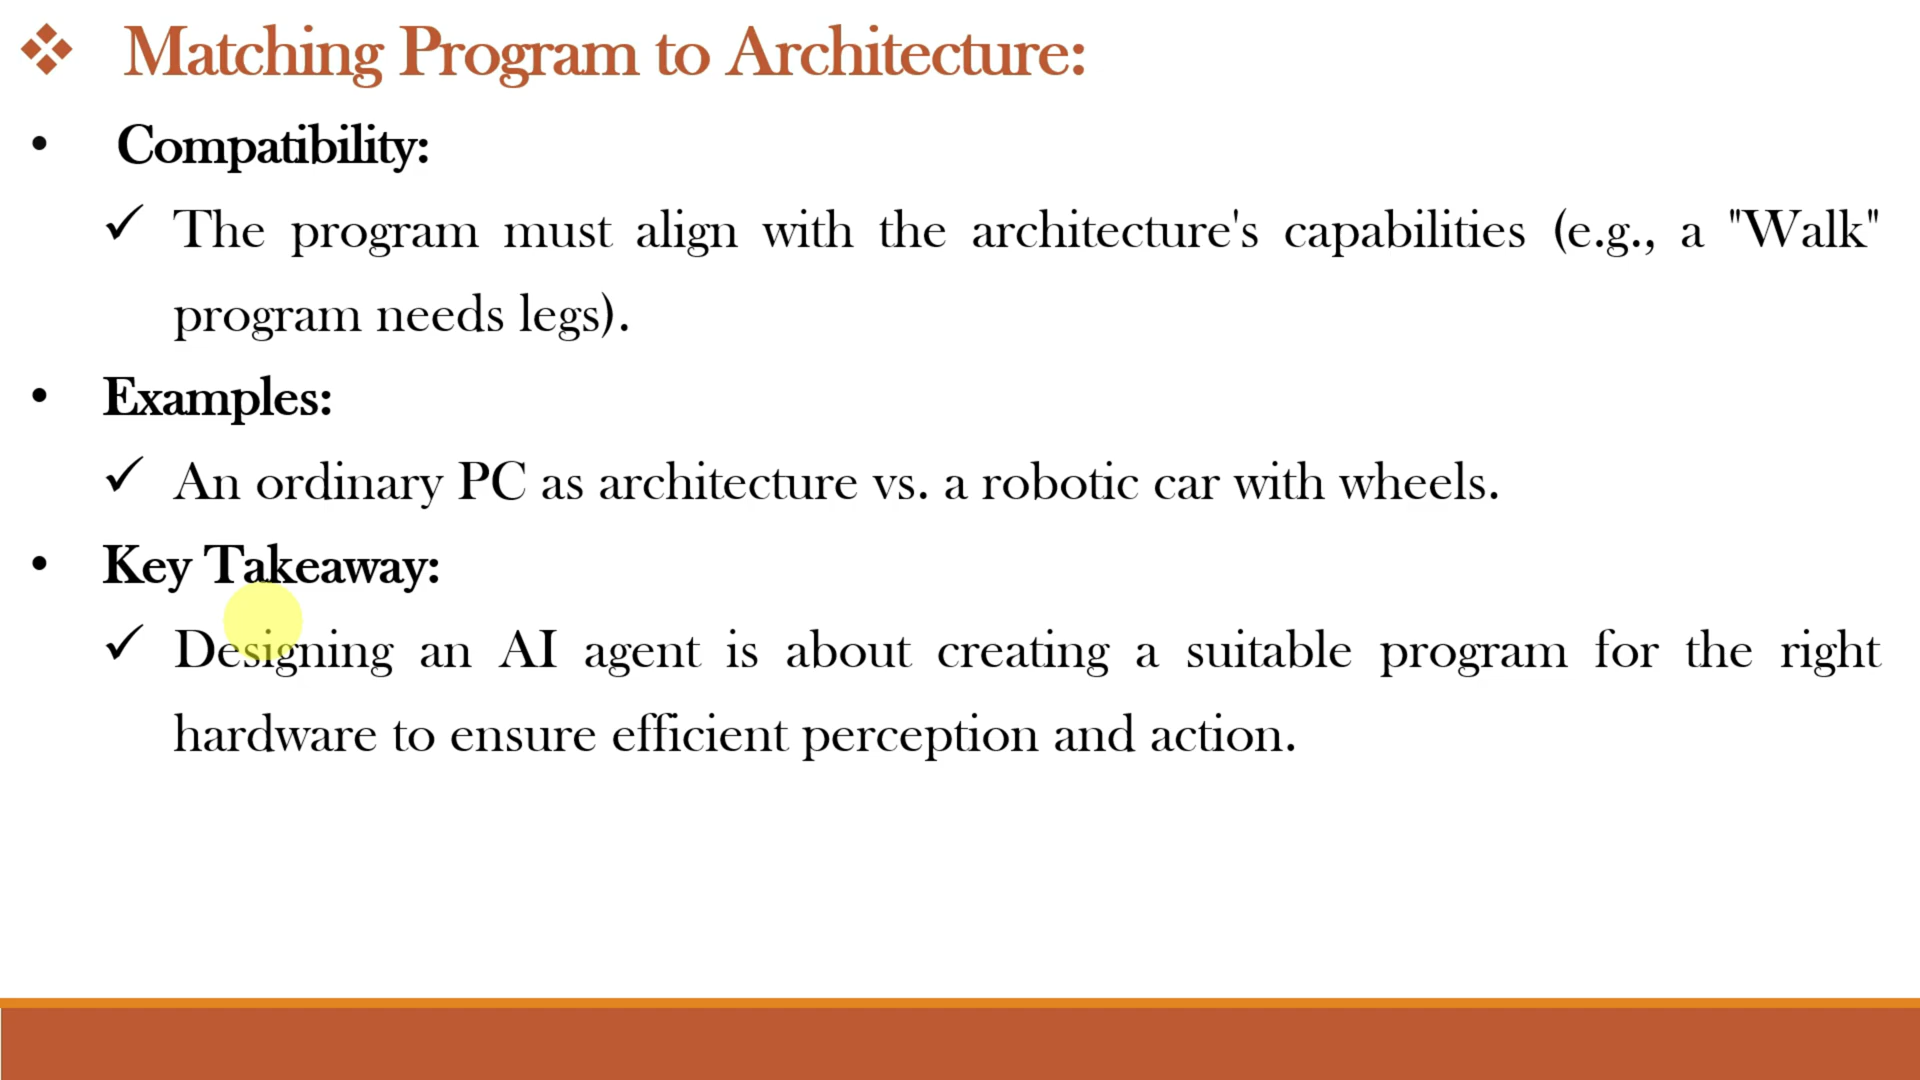 ❖ Matching Program to Architecture:
• Compatibility:
✓ The program must align with the architecture's capabilities (e.g., a "Walk"
program needs legs).
• Examples:
✓ An ordinary PC as architecture vs. a robotic car with wheels.
• Key Takeaway:
✓ Designing an AI agent is about creating a suitable program for the right
hardware to ensure efficient perception and action.